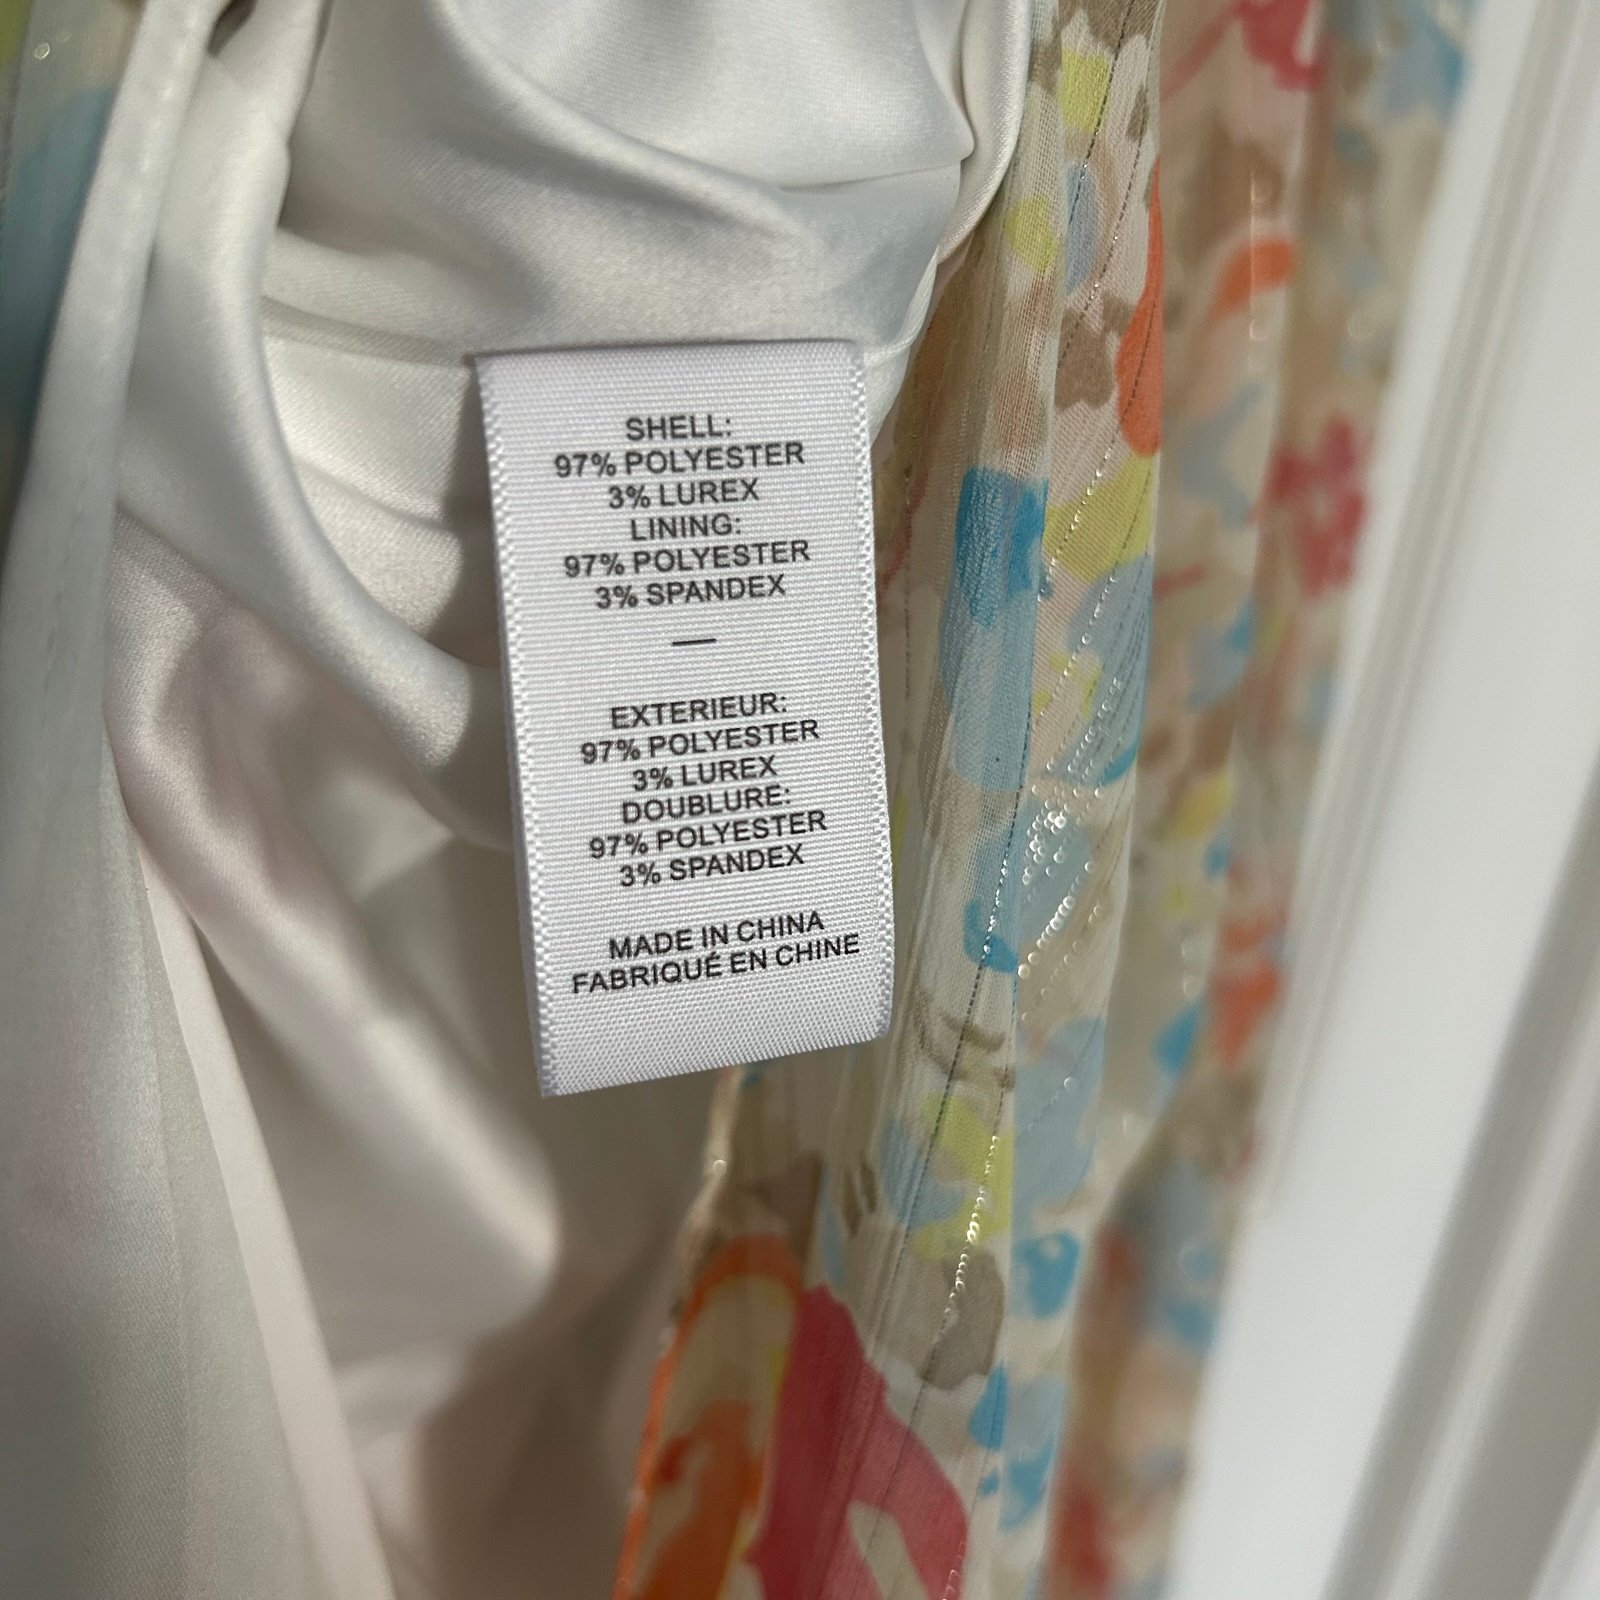 SHELL:
97% POLYESTER
3% LUREX
LINING:
97% POLYESTER
3% SPANDEX
—
EXTERIEUR:
97% POLYESTER
3% LUREX
DOUBLURE:
97% POLYESTER
3% SPANDEX
MADE IN CHINA
FABRIQUÉ EN CHINE